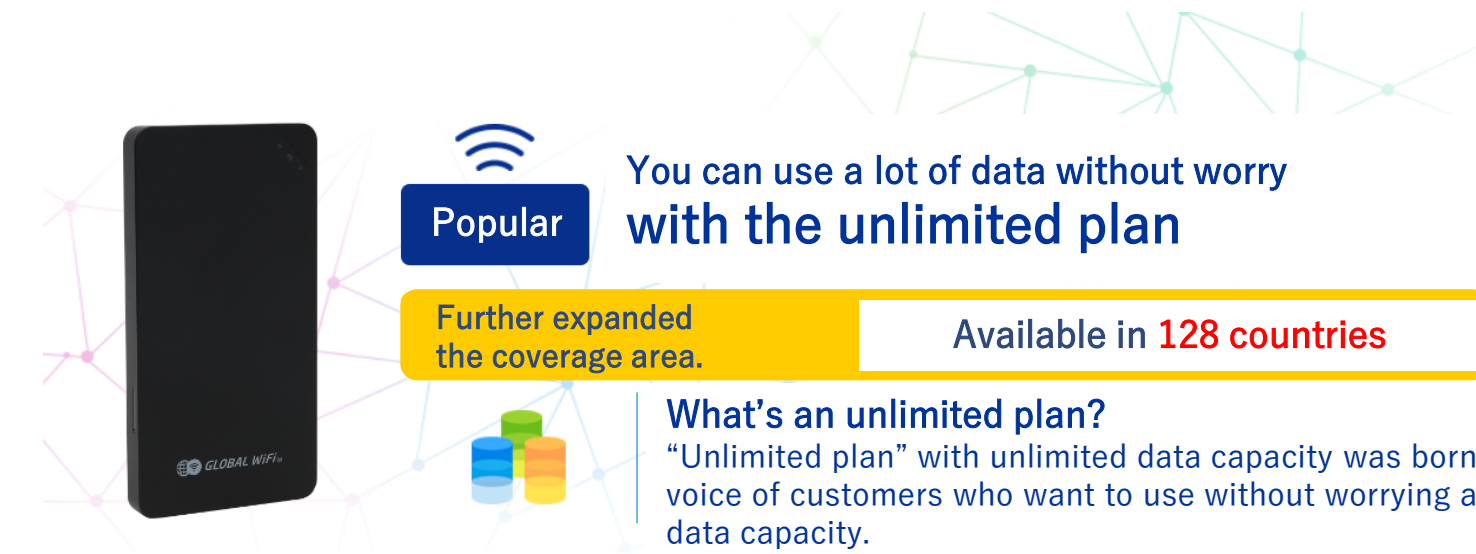 You can use a lot of data without worry
Popular
with the unlimited plan
Further expanded
the coverage area.
Available in 128 countries
What's an unlimited plan?
“Unlimited plan” with unlimited data capacity was born
voice of customers who want to use without worrying a
data capacity.
GLOBAL WiFi